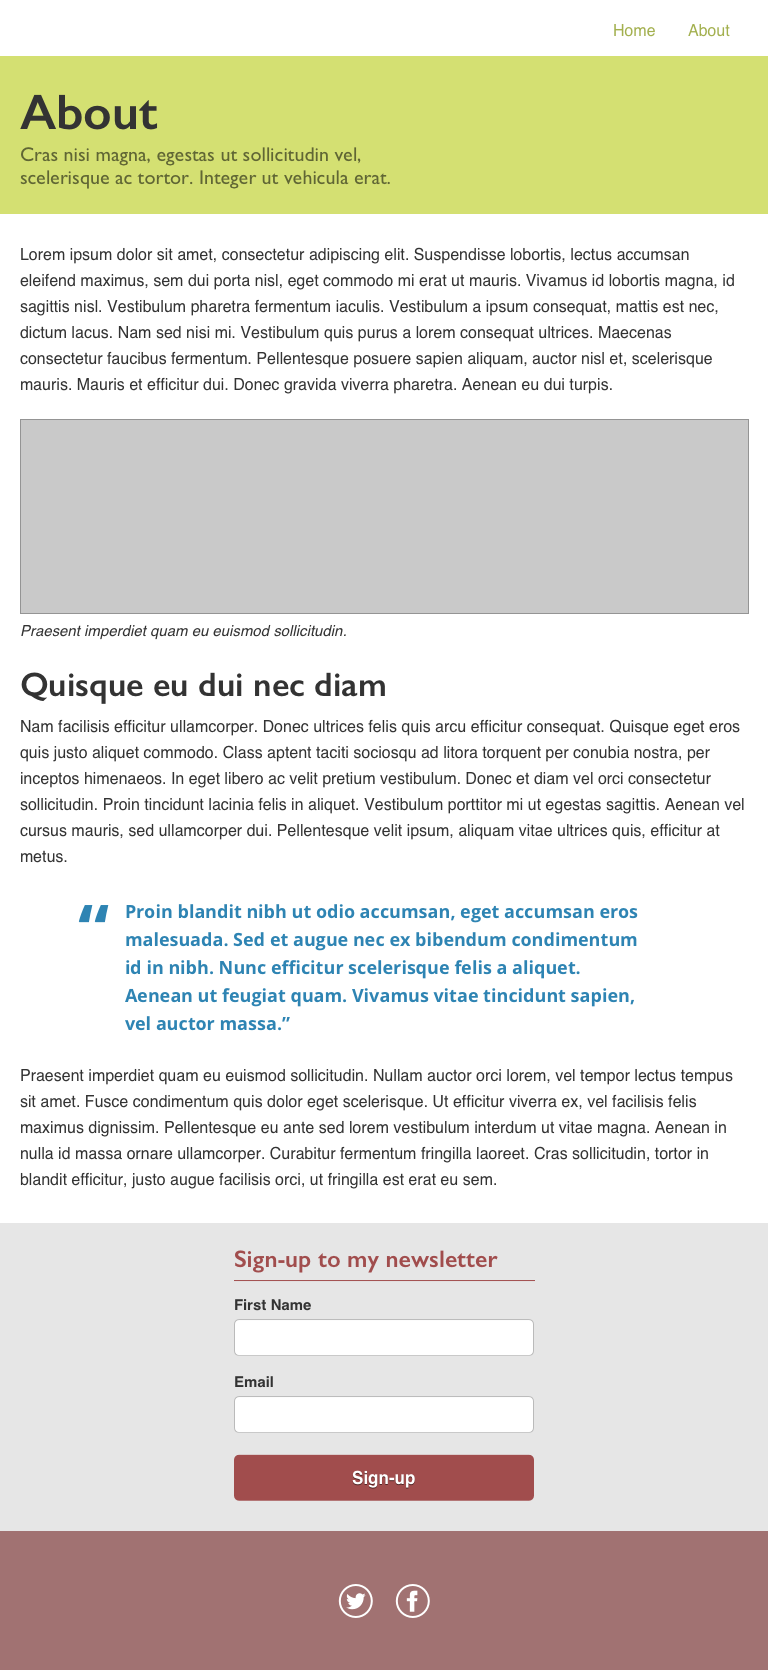 Home About
About
Cras nisi magna, egestas ut sollicitudin vel,
scelerisque ac tortor. Integer ut vehicula erat.
Lorem ipsum dolor sit amet, consectetur adipiscing elit. Suspendisse lobortis, lectus accumsan
eleifend maximus, sem dui porta nisl, eget commodo mi erat ut mauris. Vivamus id lobortis magna, id
sagittis nisl. Vestibulum pharetra fermentum iaculis. Vestibulum a ipsum consequat, mattis est nec,
dictum lacus. Nam sed nisi mi. Vestibulum quis purus a lorem consequat ultrices. Maecenas
consectetur faucibus fermentum. Pellentesque posuere sapien aliquam, auctor nisl et, scelerisque
mauris. Mauris et efficitur dui. Donec gravida viverra pharetra. Aenean eu dui turpis.
Praesent imperdiet quam eu euismod sollicitudin.
Quisque eu dui nec diam
Nam facilisis efficitur ullamcorper. Donec ultrices felis quis arcu efficitur consequat. Quisque eget eros
quis justo aliquet commodo. Class aptent taciti sociosqu ad litora torquent per conubia nostra, per
inceptos himenaeos. In eget libero ac velit pretium vestibulum. Donec et diam vel orci consectetur
sollicitudin. Proin tincidunt lacinia felis in aliquet. Vestibulum porttitor mi ut egestas sagittis. Aenean vel
cursus mauris, sed ullamcorper dui. Pellentesque velit ipsum, aliquam vitae ultrices quis, efficitur at
metus.
“ Proin blandit nibh ut odio accumsan, eget accumsan eros
malesuada. Sed et augue nec ex bibendum condimentum
id in nibh. Nunc efficitur scelerisque felis a aliquet.
Aenean ut feugiat quam. Vivamus vitae tincidunt sapien,
vel auctor massa.”
Praesent imperdiet quam eu euismod sollicitudin. Nullam auctor orci lorem, vel tempor lectus tempus
sit amet. Fusce condimentum quis dolor eget scelerisque. Ut efficitur viverra ex, vel facilisis felis
maximus dignissim. Pellentesque eu ante sed lorem vestibulum interdum ut vitae magna. Aenean in
nulla id massa ornare ullamcorper. Curabitur fermentum fringilla laoreet. Cras sollicitudin, tortor in
blandit efficitur, justo augue facilisis orci, ut fringilla est erat eu sem.
Sign-up to my newsletter
First Name
Email
Sign-up